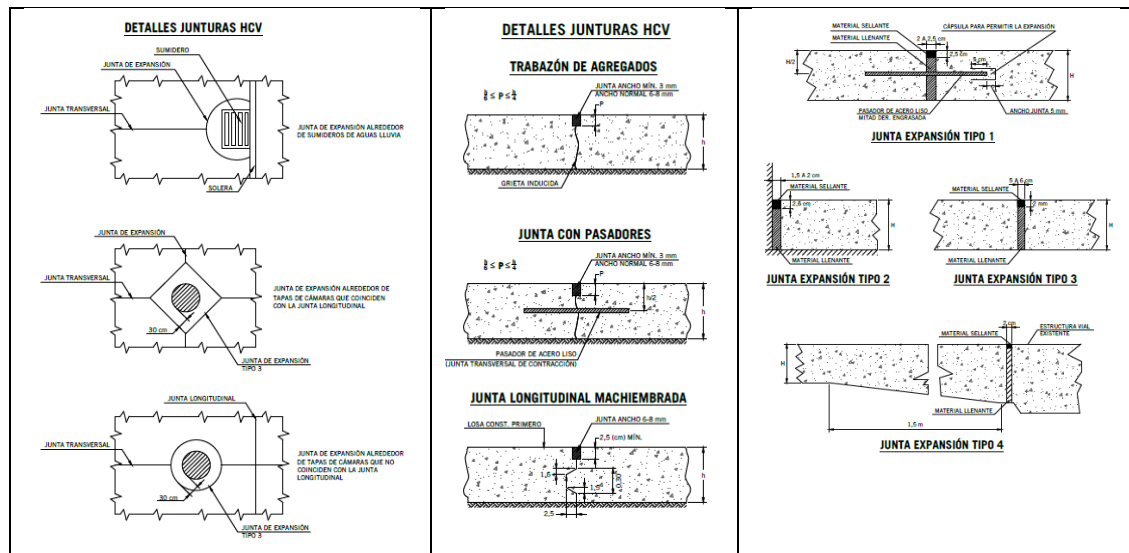 DETALLES JUNTURAS HCV
SUMIDERO
JUNTA DE EXPANSIÓN
JUNTA TRANSVERSAL
JUNTA DE EXPANSIÓN ALREDEDOR
DE SUMIDEROS DE AGUAS LLUVIA
SOLERA
JUNTA DE EXPANSIÓN
JUNTA TRANSVERSAL
JUNTA DE EXPANSIÓN ALREDEDOR DE
TAPAS DE CÁMARAS QUE COINCIDEN
CON LA JUNTA LONGITUDINAL
30 cm
JUNTA DE EXPANSIÓN
TIPO 3
JUNTA LONGITUDINAL
JUNTA TRANSVERSAL
JUNTA DE EXPANSIÓN ALREDEDOR
DE TAPAS DE CÁMARAS QUE NO
COINCIDEN CON LA JUNTA
LONGITUDINAL
30 cm
JUNTA DE EXPANSIÓN
TIPO 3
DETALLES JUNTURAS HCV
TRABAZÓN DE AGREGADOS
JUNTA ANCHO MÍN. 3 mm
ANCHO NORMAL 6-8 mm
≤ P ≤
P
h
GRIETA INDUCIDA
JUNTA CON PASADORES
JUNTA ANCHO MÍN. 3 mm
ANCHO NORMAL 6-8 mm
≤ P ≤
P
h/2
h
PASADOR DE ACERO LISO
(JUNTA TRANSVERSAL DE CONTRACCIÓN)
JUNTA LONGITUDINAL MACHIEMBRADA
LOSA CONST. PRIMERO
JUNTA ANCHO 6-8 mm
2,5 (cm) MÍN.
1,5
0,30
h
1,5
2,5
MATERIAL SELLANTE
CÁPSULA PARA PERMITIR LA EXPANSIÓN
MATERIAL LLENANTE
2 A 2,5 cm
2,5 cm
5 cm
H/2
H
PASADOR DE ACERO LISO
MITAD DER. ENGRASADA
ANCHO JUNTA 5 mm
JUNTA EXPANSIÓN TIPO 1
1,5 A 2 cm
MATERIAL SELLANTE
2,5 cm
H
MATERIAL LLENANTE
JUNTA EXPANSIÓN TIPO 2
5 A 6 cm
MATERIAL SELLANTE
2 mm
H
MATERIAL LLENANTE
JUNTA EXPANSIÓN TIPO 3
2 cm
MATERIAL SELLANTE
ESTRUCTURA VIAL
EXISTENTE
H
MATERIAL LLENANTE
1,5 m
JUNTA EXPANSIÓN TIPO 4